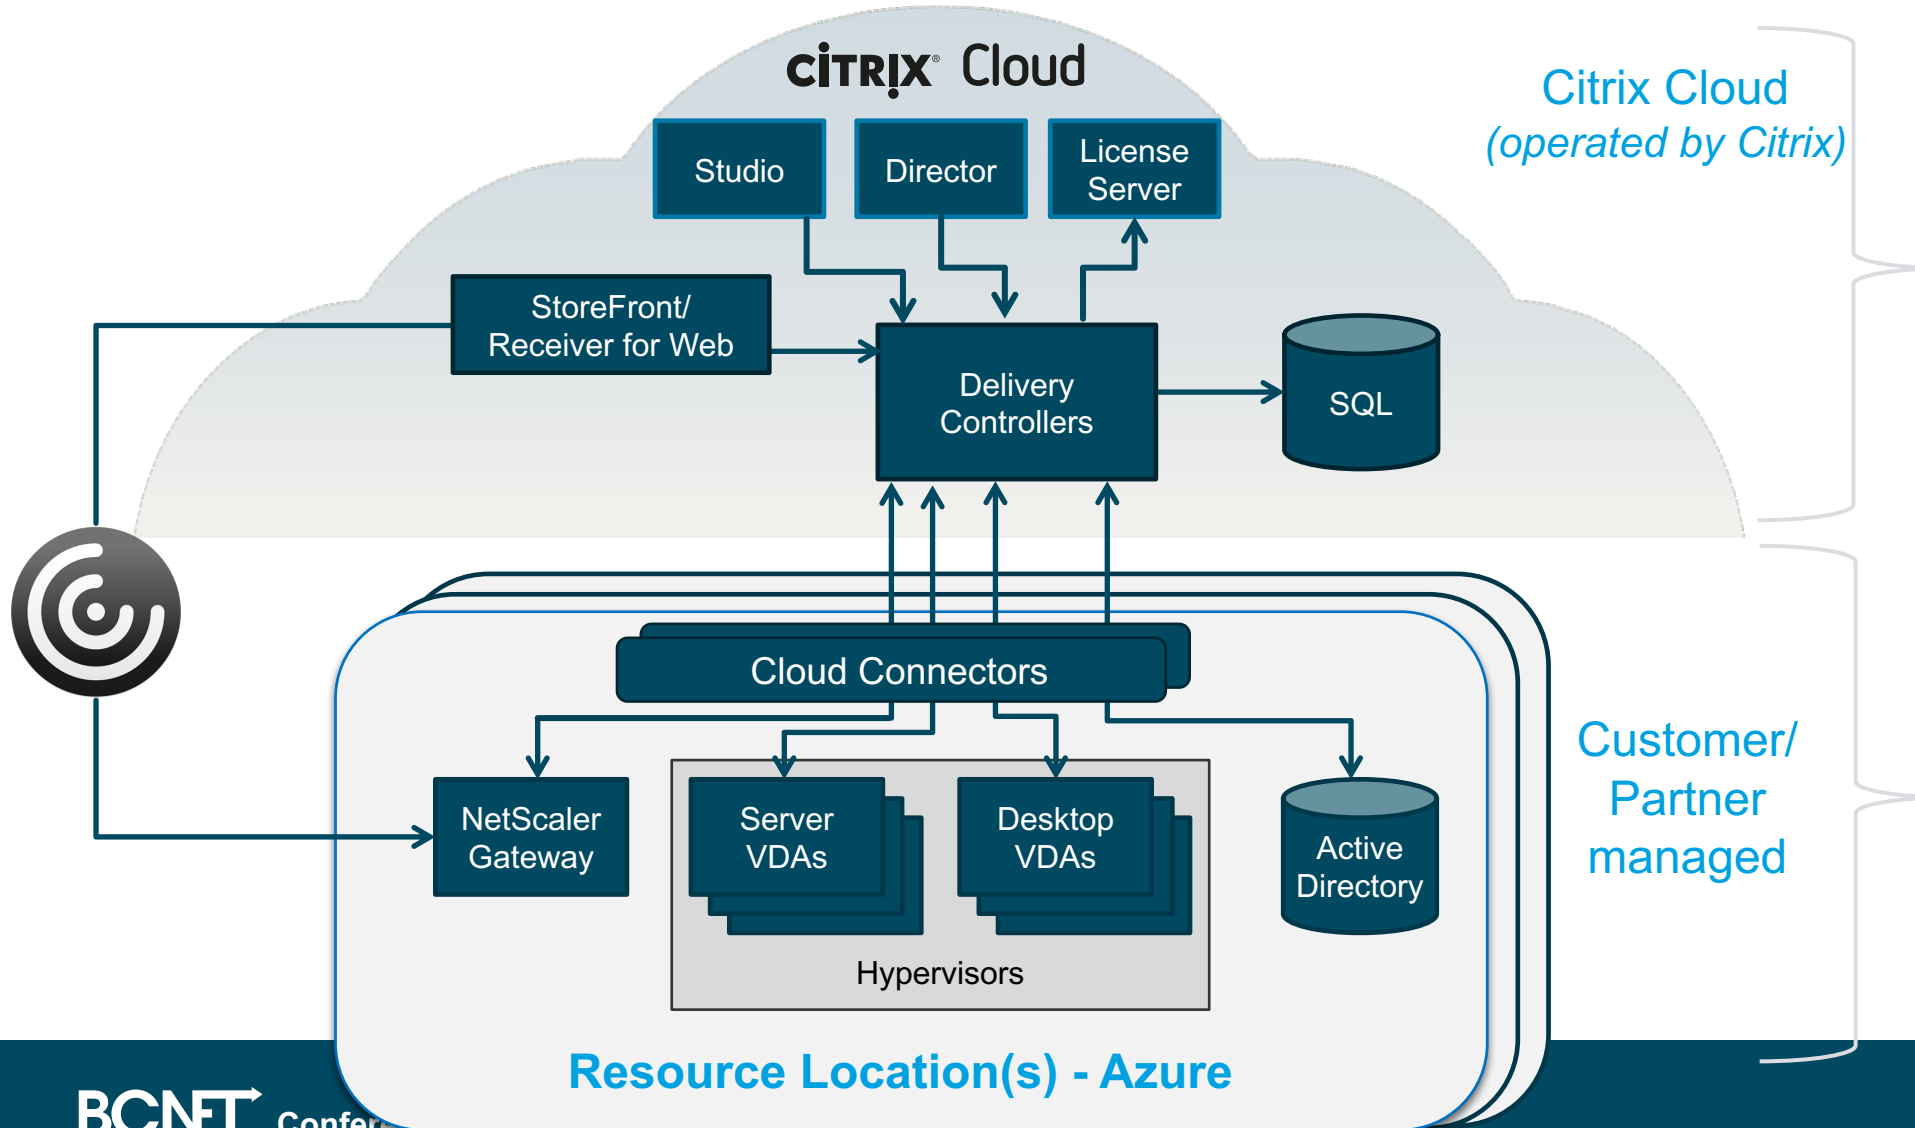 CITRIX® Cloud
Citrix Cloud
(operated by Citrix)
Studio
Director
License
Server
StoreFront/
Receiver for Web
Delivery
Controllers
SQL
Cloud Connectors
NetScaler
Gateway
Server
VDAs
Desktop
VDAs
Active
Directory
Hypervisors
Customer/
Partner
managed
Resource Location(s) - Azure
BCNET